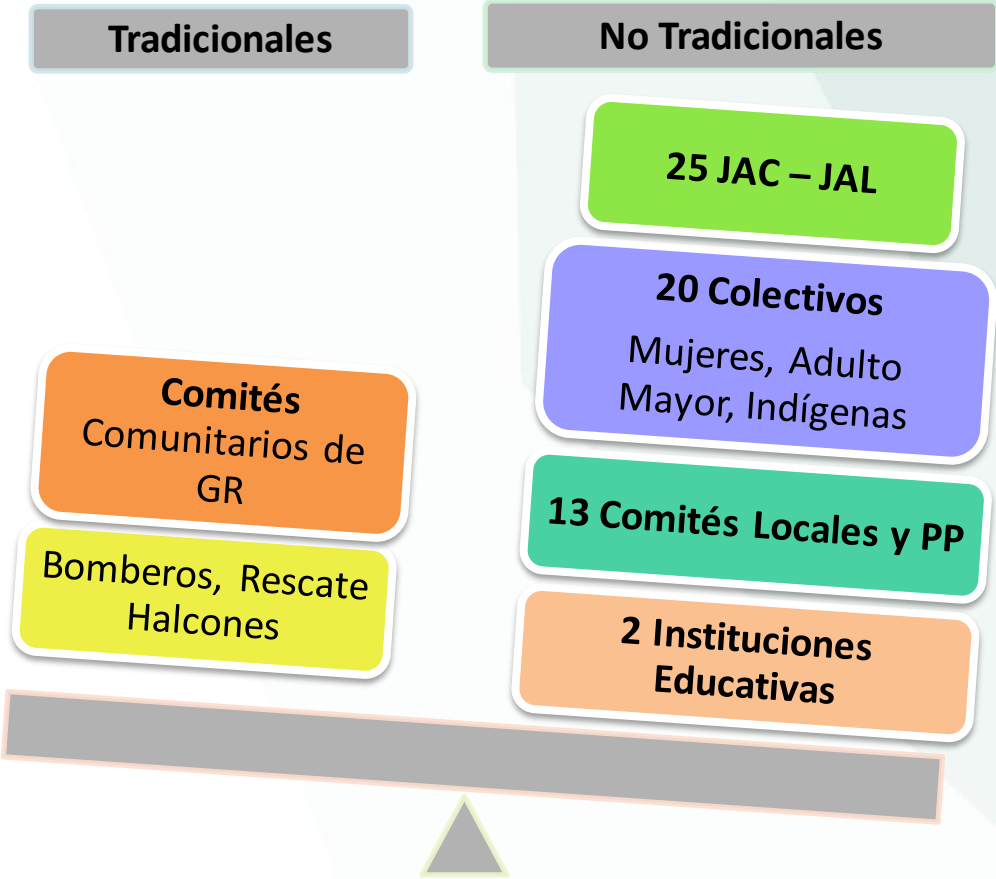 Tradicionales
No Tradicionales
25 JAC – JAL
20 Colectivos
Mujeres, Adulto
Mayor, Indígenas
13 Comités Locales y PP
2 Instituciones
Educativas
Comités
Comunitarios de
GR
Bomberos, Rescate
Halcones